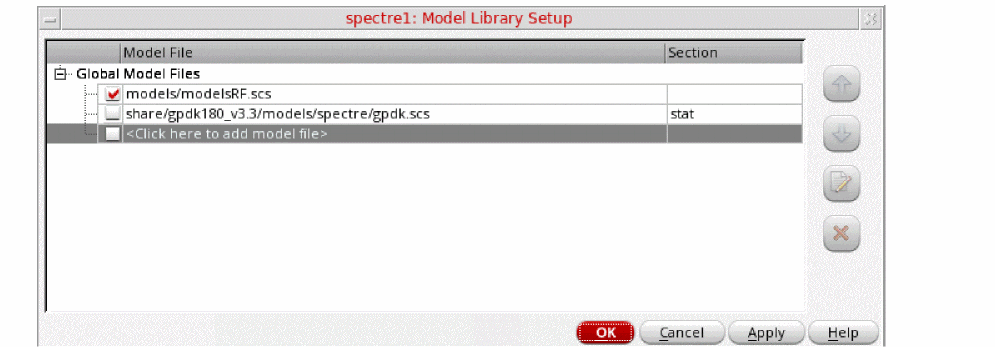 spectre1: Model Library Setup
Model File Section
Global Model Files
models/modelsRF.scs
share/gpdk180_v3.3/models/spectre/gpdk.scs stat
<Click here to add model file>
OK Cancel Apply Help